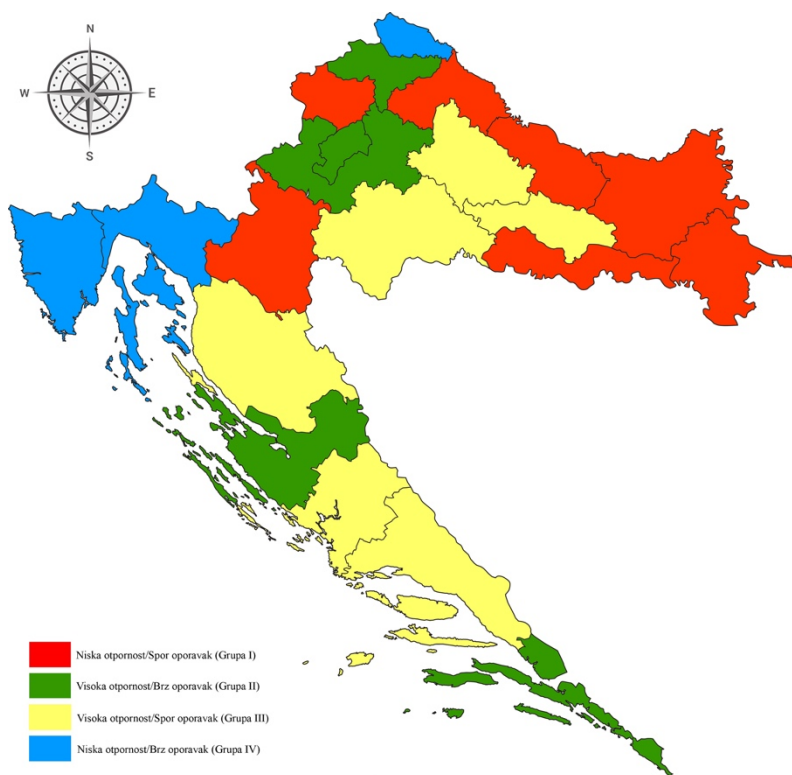 N
W
E
S
Niska otpornost/Spor oporavak (Grupa I)
Visoka otpornost/Brz oporavak (Grupa II)
Visoka otpornost/Spor oporavak (Grupa III)
Niska otpornost/Brz oporavak (Grupa IV)